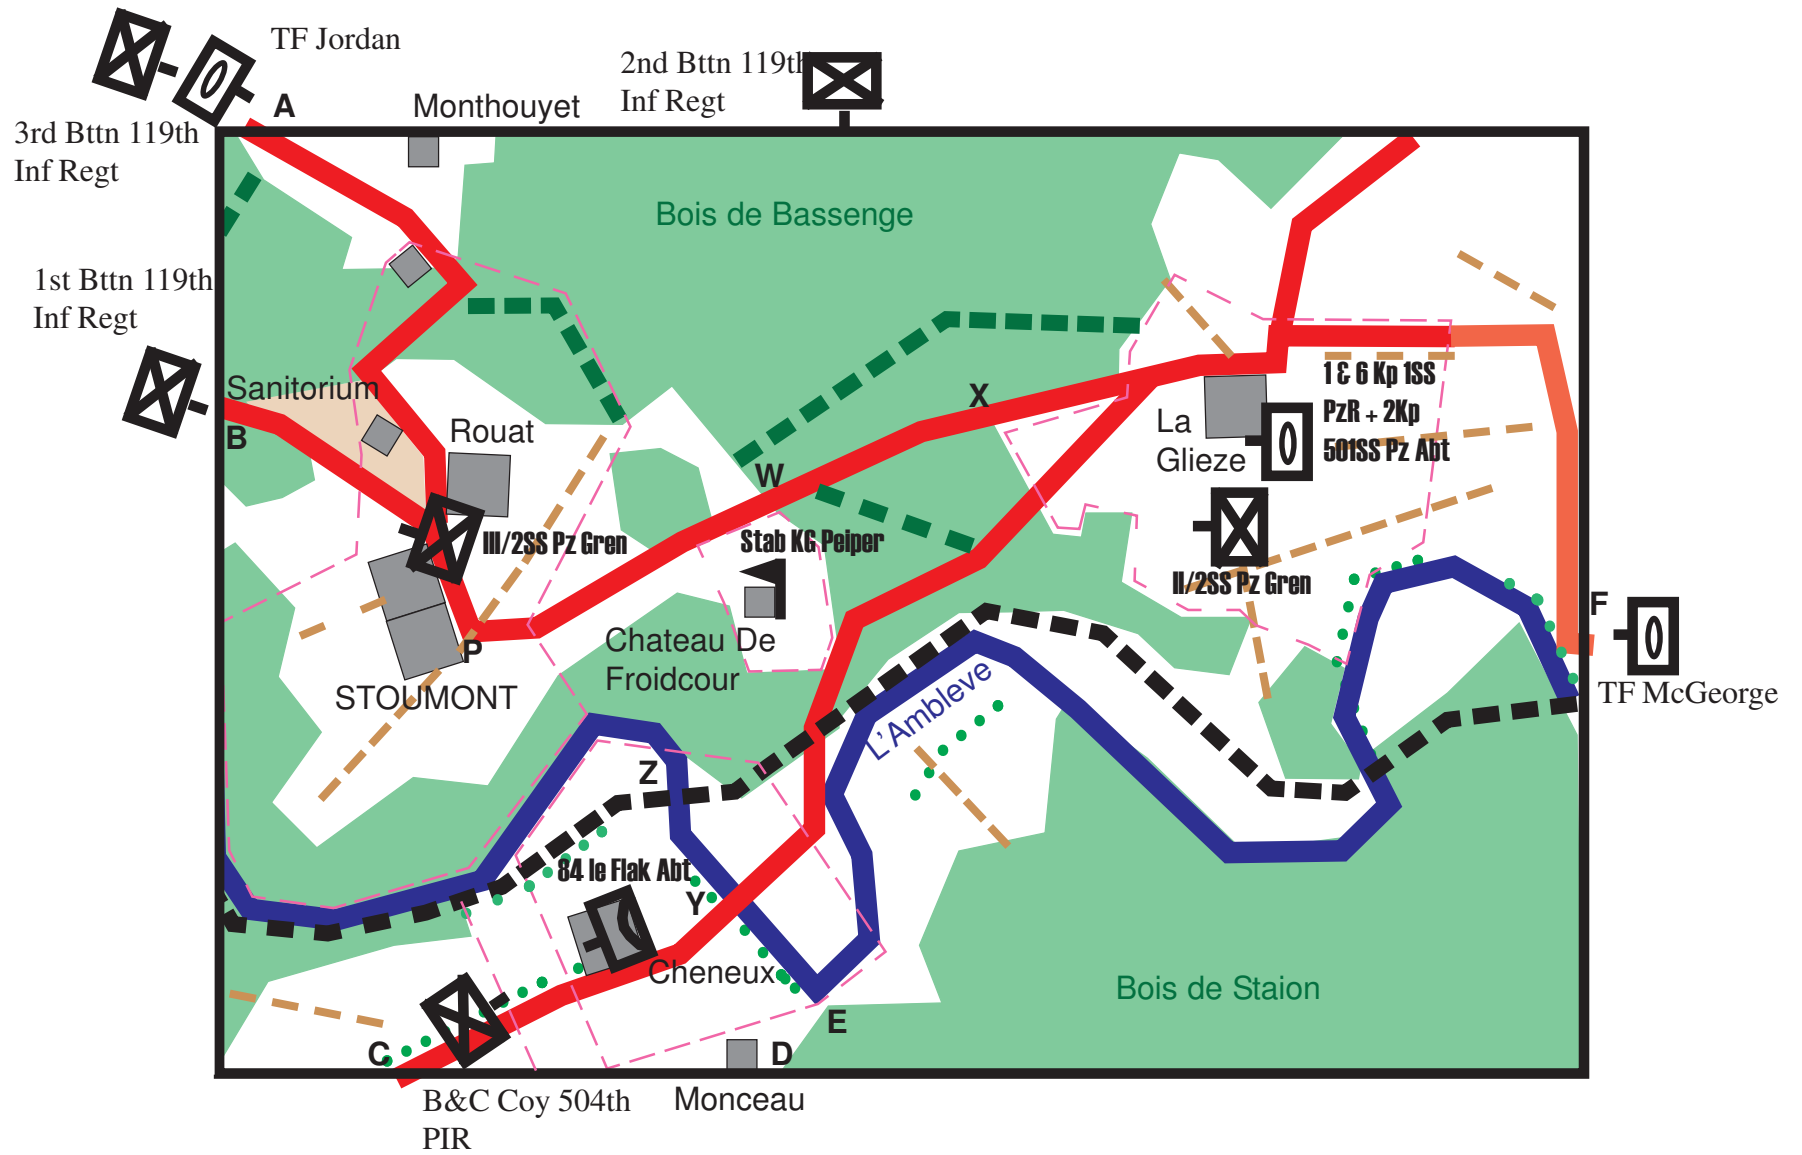 TF Jordan
2nd Bttn 119th
Inf Regt
A
Monthouyet
3rd Bttn 119th
Inf Regt
Bois de Bassenge
1st Bttn 119th
Inf Regt
Sanitorium
B
Rouat
X
La
Glieze
1 & 6 Kp 1SS
PzR + 2Kp
501SS Pz Abt
W
III/2SS Pz Gren
Stab KG Peiper
II/2SS Pz Gren
F
P
Chateau De
Froidcour
STOUMONT
TF McGeorge
L'Ambleve
Z
84 le Flak Abt
Y
Cheneux
Bois de Staion
E
C
D
B&C Coy 504th
PIR
Monceau